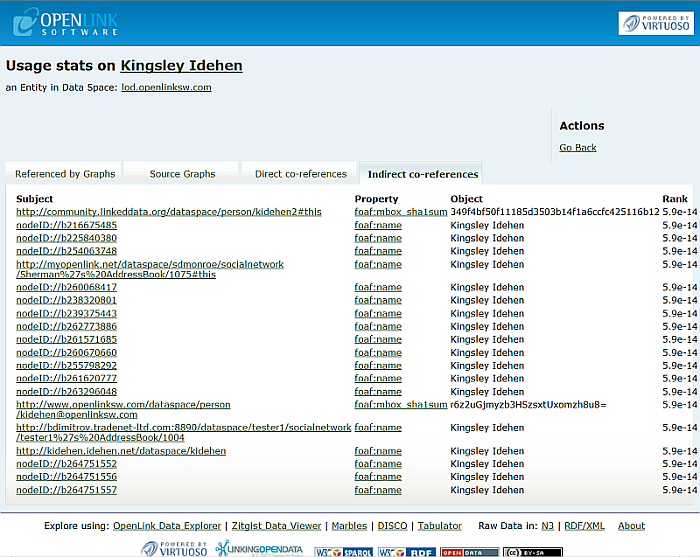 OPENLINK
SOFTWARE
POWERED BY
VIRTUOSO
Usage stats on Kingsley Idehen
an Entity in Data Space: lod.openlinksw.com
Actions
Go Back
Referenced by Graphs Source Graphs Direct co-references Indirect co-references
Subject Property Object Rank
http://community.linkeddata.org/dataspace/person/kidehen2#this foaf:mbox_sha1sum 349f4bf50f11185d3503b14f1a6ccfc425116b12 5.9e-14
nodeID://b216675485 foaf:name Kingsley Idehen 5.9e-14
nodeID://b225840380 foaf:name Kingsley Idehen 5.9e-14
nodeID://b254063748 foaf:name Kingsley Idehen 5.9e-14
http://myopenlink.net/dataspace/sdmonroe/socialnetwork foaf:name Kingsley Idehen 5.9e-14
/Sherman%27s%20AddressBook/1075#this
nodeID://b260068417 foaf:name Kingsley Idehen 5.9e-14
nodeID://b238320801 foaf:name Kingsley Idehen 5.9e-14
nodeID://b239375443 foaf:name Kingsley Idehen 5.9e-14
nodeID://b262773886 foaf:name Kingsley Idehen 5.9e-14
nodeID://b261571685 foaf:name Kingsley Idehen 5.9e-14
nodeID://b260670660 foaf:name Kingsley Idehen 5.9e-14
nodeID://b255798292 foaf:name Kingsley Idehen 5.9e-14
nodeID://b261620777 foaf:name Kingsley Idehen 5.9e-14
nodeID://b263296048 foaf:name Kingsley Idehen 5.9e-14
http://www.openlinksw.com/dataspace/person foaf:mbox_sha1sum r6z2uGjmyzb3HSzsxtUxomzh8u8= 5.9e-14
/kidehen@openlinksw.com
http://bdimitrov.tradenet-ltd.com:8890/dataspace/tester1/socialnetwork foaf:name Kingsley Idehen 5.9e-14
/tester1%27s%20AddressBook/1004
http://kidehen.idehen.net/dataspace/kidehen foaf:name Kingsley Idehen 5.9e-14
nodeID://b264751552 foaf:name Kingsley Idehen 5.9e-14
nodeID://b264751556 foaf:name Kingsley Idehen 5.9e-14
nodeID://b264751557 foaf:name Kingsley Idehen 5.9e-14
Explore using: OpenLink Data Explorer | Zitgist Data Viewer | Marbles | DISCO | Tabulator Raw Data in: N3 | RDF/XML About
POWERED BY
VIRTUOSO LINKINGOPENDATA W3C SPARQL W3C RDF OPEN DATA CC BY-SA